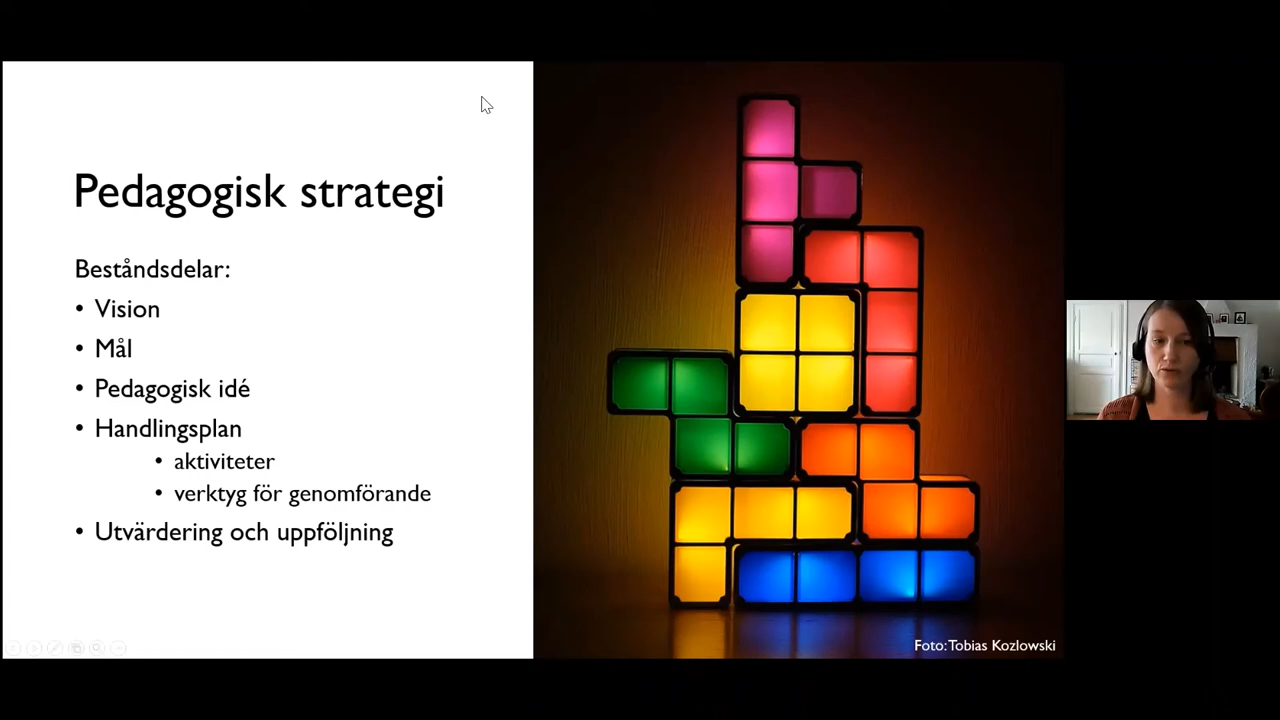 Pedagogisk strategi
Beståndsdelar:
• Vision
• Mål
• Pedagogisk idé
• Handlingsplan
• aktiviteter
• verktyg för genomförande
• Utvärdering och uppföljning
Foto: Tobias Kozlowski